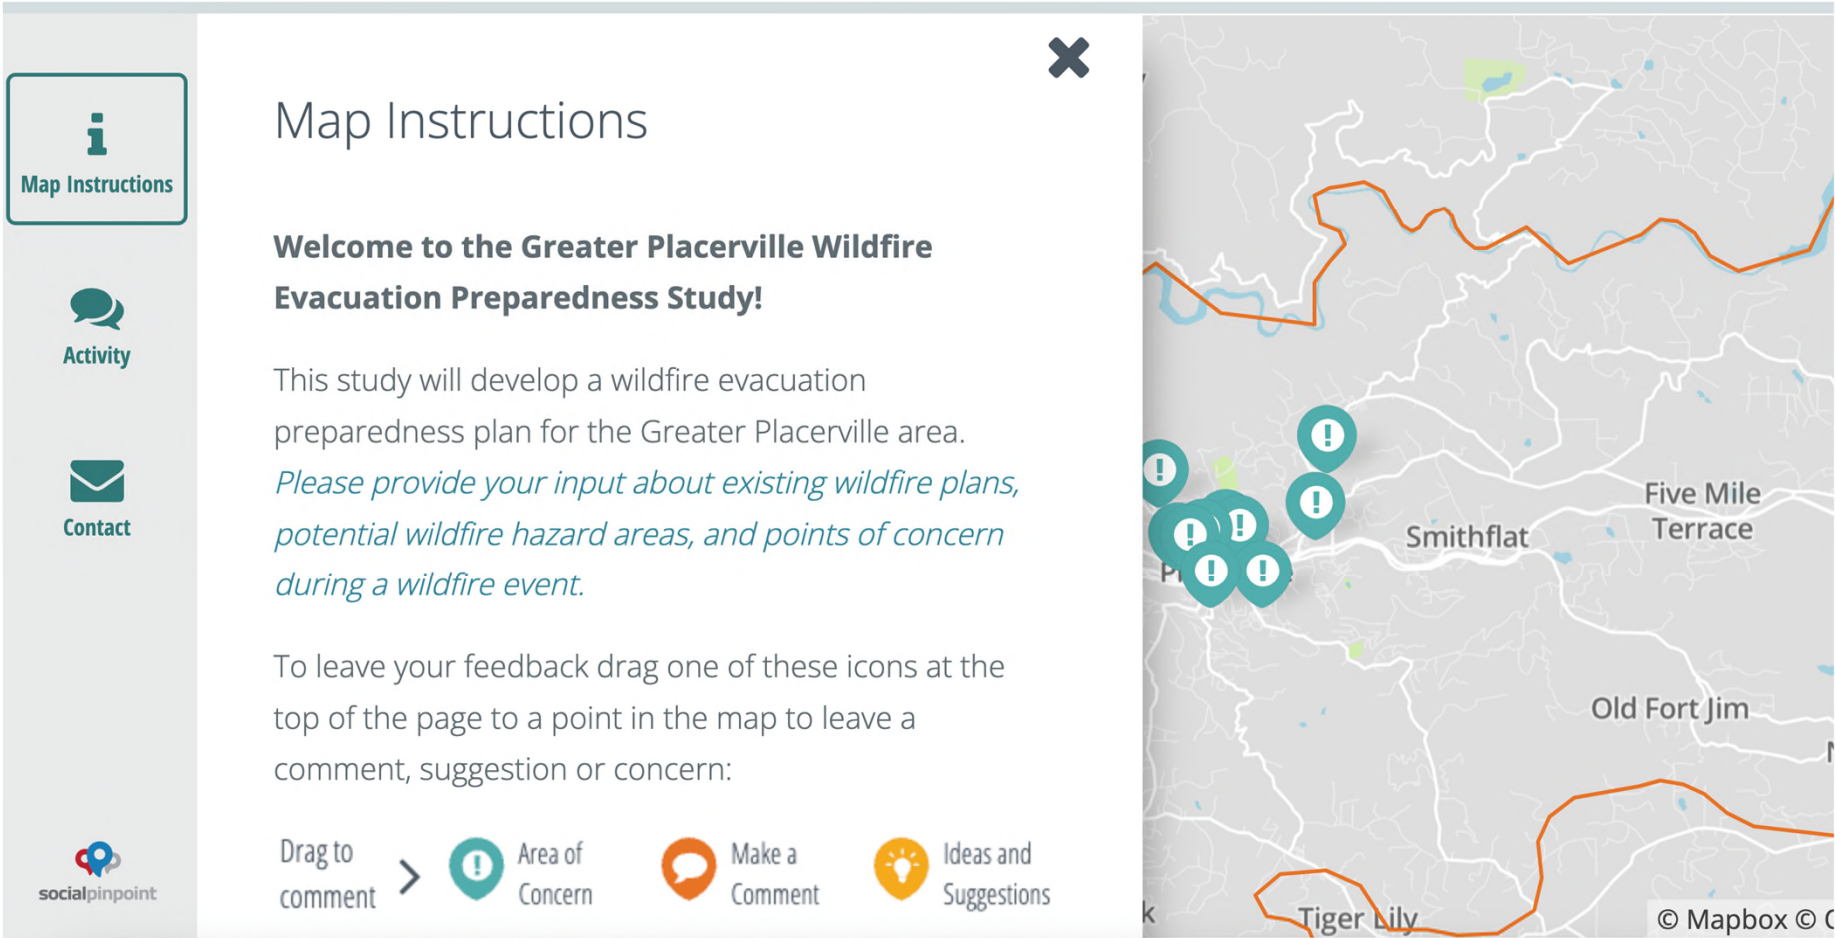 Map Instructions
Activity
Contact
socialpinpoint
Map Instructions
Welcome to the Greater Placerville Wildfire
Evacuation Preparedness Study!
This study will develop a wildfire evacuation
preparedness plan for the Greater Placerville area.
Please provide your input about existing wildfire plans,
potential wildfire hazard areas, and points of concern
during a wildfire event.
To leave your feedback drag one of these icons at the
top of the page to a point in the map to leave a
comment, suggestion or concern:
Drag to
comment
Area of
Concern
Make a
Comment
Ideas and
Suggestions
Five Mile
Terrace
Smithflat
Old Fort Jim
Tiger Lily
© Mapbox ©